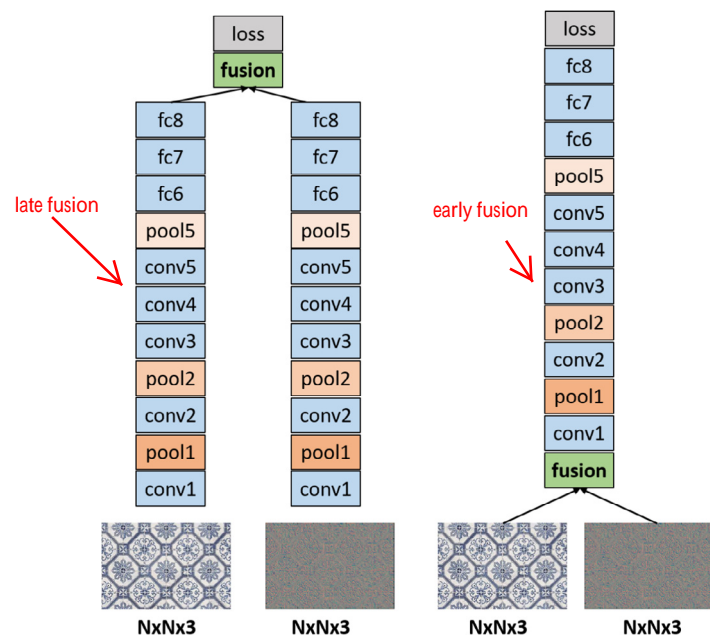 loss
fusion
fc8
fc7
fc6
pool5
conv5
conv4
conv3
pool2
conv2
pool1
conv1
NxNx3
fc8
fc7
fc6
pool5
conv5
conv4
conv3
pool2
conv2
pool1
conv1
NxNx3
late fusion
loss
fc8
fc7
fc6
pool5
conv5
conv4
conv3
pool2
conv2
pool1
conv1
fusion
NxNx3
NxNx3
early fusion